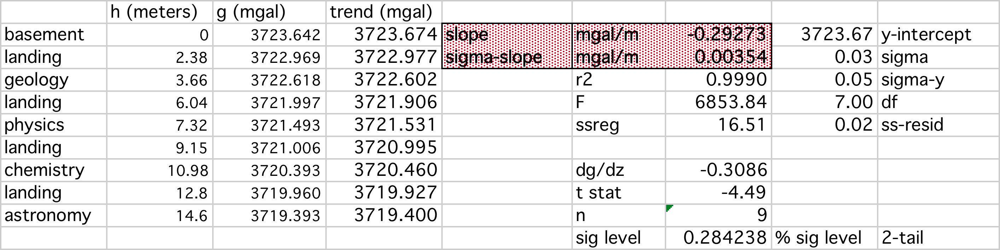 h (meters) g (mgal) trend (mgal)
basement 0 3723.642 3723.674 slope mgal/m -0.29273 3723.67 y-intercept
landing 2.38 3722.969 3722.977 sigma-slope mgal/m 0.00354 0.03 sigma
geology 3.66 3722.618 3722.602 r2 0.9990 0.05 sigma-y
landing 6.04 3721.997 3721.906 F 6853.84 7.00 df
physics 7.32 3721.493 3721.531 ssreg 16.51 0.02 ss-resid
landing 9.15 3721.006 3720.995
chemistry 10.98 3720.393 3720.460 dg/dz -0.3086
landing 12.8 3719.960 3719.927 t stat -4.49
astronomy 14.6 3719.393 3719.400 n 9
sig level 0.284238 % sig level 2-tail